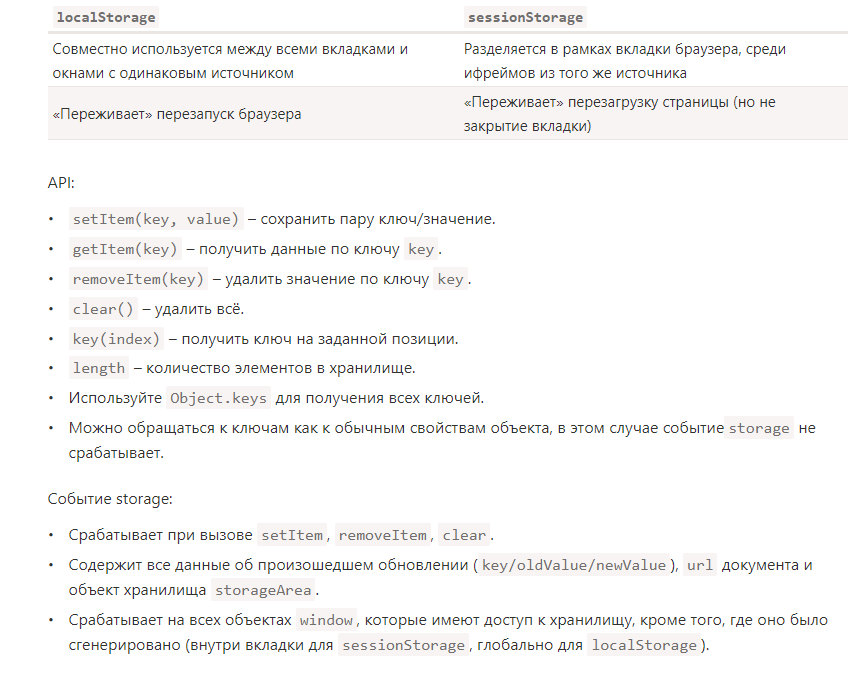 localStorage sessionStorage
Совместно используется между всеми вкладками и Разделяется в рамках вкладки браузера, среди
окнами с одинаковым источником ифреймов из того же источника
«Переживает» перезапуск браузера «Переживает» перезагрузку страницы (но не
закрытие вкладки)
API:
• setItem(key, value) – сохранить пару ключ/значение.
• getItem(key) – получить данные по ключу key.
• removeItem(key) – удалить значение по ключу key.
• clear() – удалить всё.
• key(index) – получить ключ на заданной позиции.
• length – количество элементов в хранилище.
• Используйте Object.keys для получения всех ключей.
• Можно обращаться к ключам как к обычным свойствам объекта, в этом случае событие storage не
срабатывает.
Событие storage:
• Срабатывает при вызове setItem, removeItem, clear.
• Содержит все данные об произошедшем обновлении (key/oldValue/newValue), url документа и
объект хранилища storageArea.
• Срабатывает на всех объектах window, которые имеют доступ к хранилищу, кроме того, где оно было
сгенерировано (внутри вкладки для sessionStorage, глобально для localStorage).